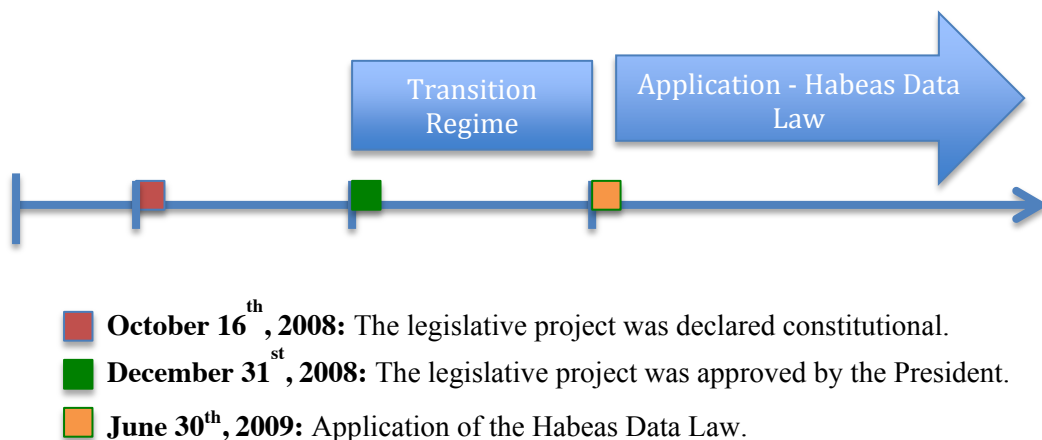 Transition
Regime
Application - Habeas Data
Law
October 16th, 2008: The legislative project was declared constitutional.
December 31st, 2008: The legislative project was approved by the President.
June 30th, 2009: Application of the Habeas Data Law.